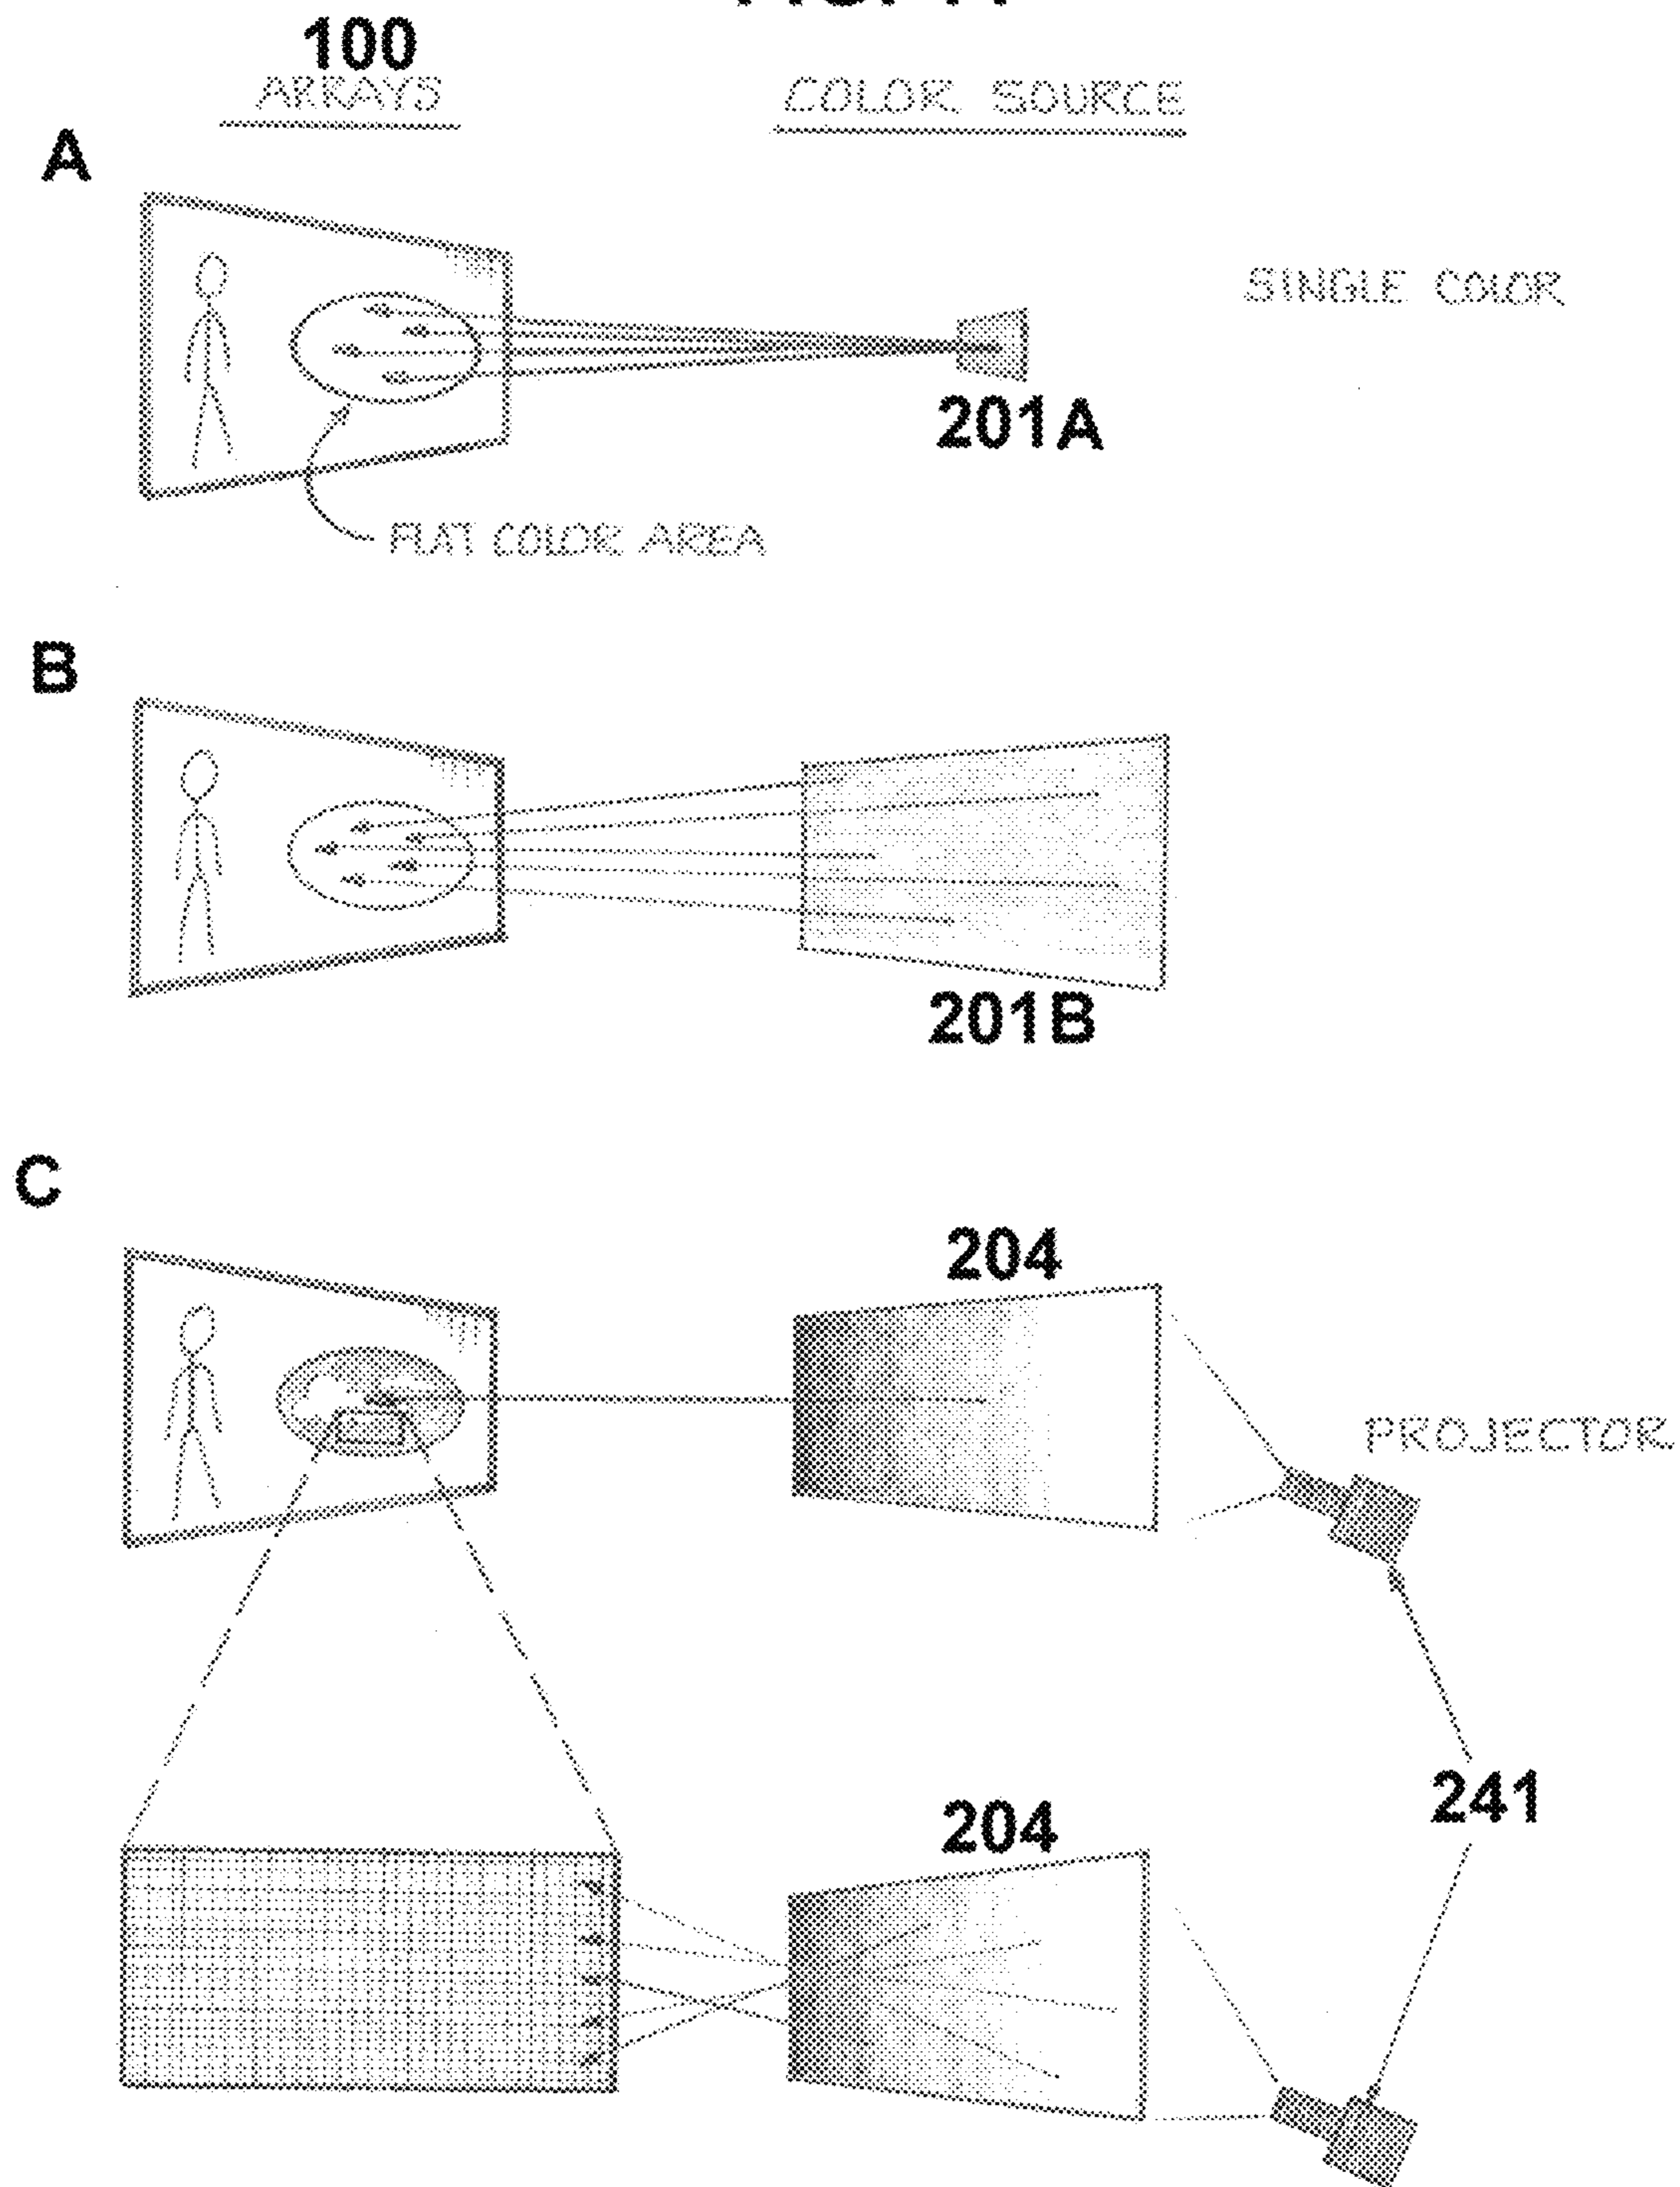 100
ARRAYS COLOR SOURCE
A
SINGLE COLOR
201A
FLAT COLOR AREA
B
201B
C
204
PROJECTOR
241
204